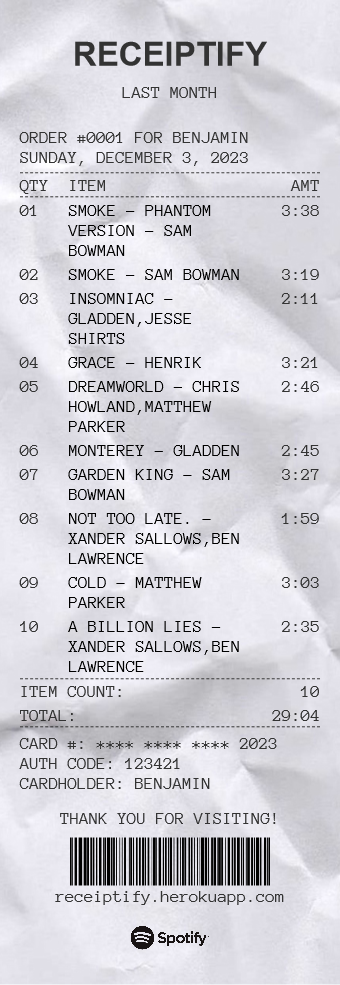 RECEIPTIFY
LAST MONTH
ORDER #0001 FOR BENJAMIN
SUNDAY, DECEMBER 3, 2023
QTY ITEM AMT
01 SMOKE - PHANTOM 3:38
VERSION - SAM
BOWMAN
02 SMOKE - SAM BOWMAN 3:19
03 INSOMNIAC - 2:11
GLADDEN,JESSE
SHIRTS
04 GRACE - HENRIK 3:21
05 DREAMWORLD - CHRIS 2:46
HOWLAND,MATTHEW
PARKER
06 MONTEREY - GLADDEN 2:45
07 GARDEN KING - SAM 3:27
BOWMAN
08 NOT TOO LATE. - 1:59
XANDER SALLOWS,BEN
LAWRENCE
09 COLD - MATTHEW 3:03
PARKER
10 A BILLION LIES - 2:35
XANDER SALLOWS,BEN
LAWRENCE
ITEM COUNT: 10
TOTAL: 29:04
CARD #: **** **** **** 2023
AUTH CODE: 123421
CARDHOLDER: BENJAMIN
THANK YOU FOR VISITING!
receiptify.herokuapp.com
Spotify